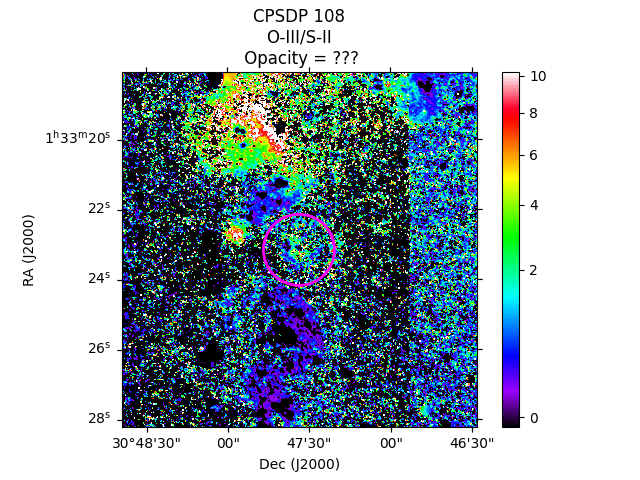 CPSDP 108
O-III/S-II
Opacity = ???
10
8
6
4
2
0
1ʰ33ᵐ20ˢ
22ˢ
24ˢ
26ˢ
28ˢ
RA (J2000)
30°48'30" 00" 47'30" 00" 46'30"
Dec (J2000)